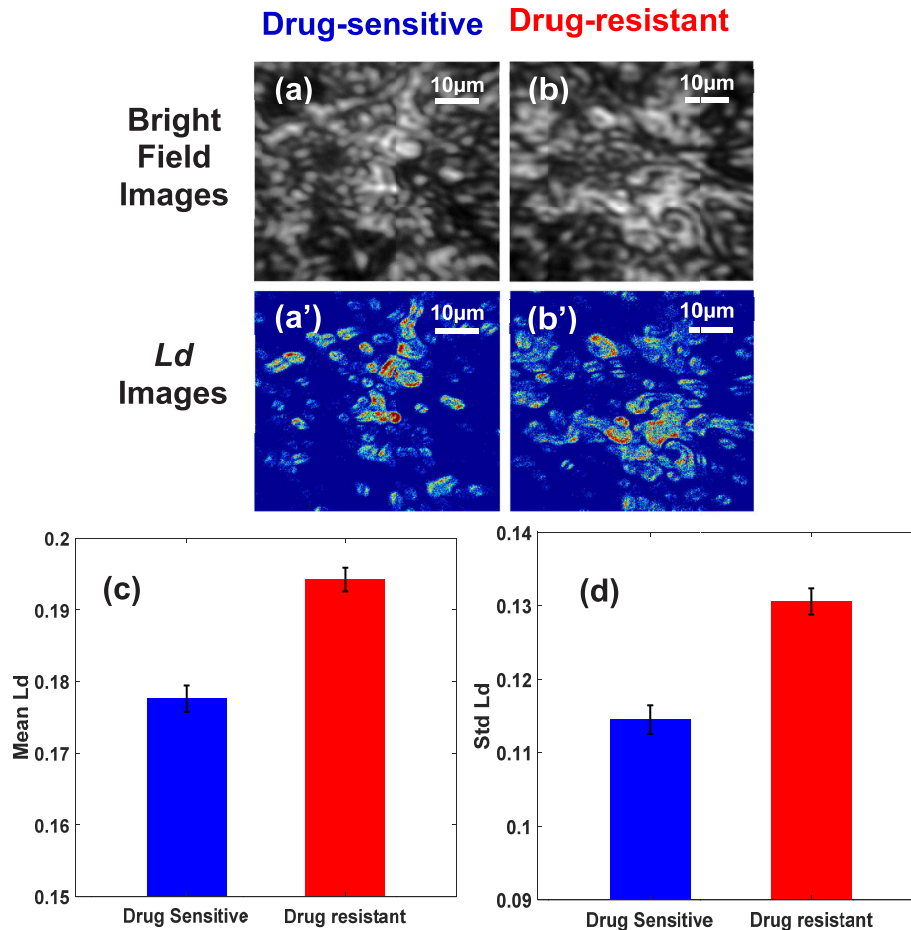 Drug-sensitive Drug-resistant
Bright
Field
Images
(a) 10μm
(b) 10μm
Ld
Images
(a’) 10μm
(b’) 10μm
(c)
Mean Ld
0.2
0.19
0.18
0.17
0.16
0.15
Drug Sensitive Drug resistant
(d)
Std Ld
0.14
0.13
0.12
0.11
0.1
0.09
Drug Sensitive Drug resistant